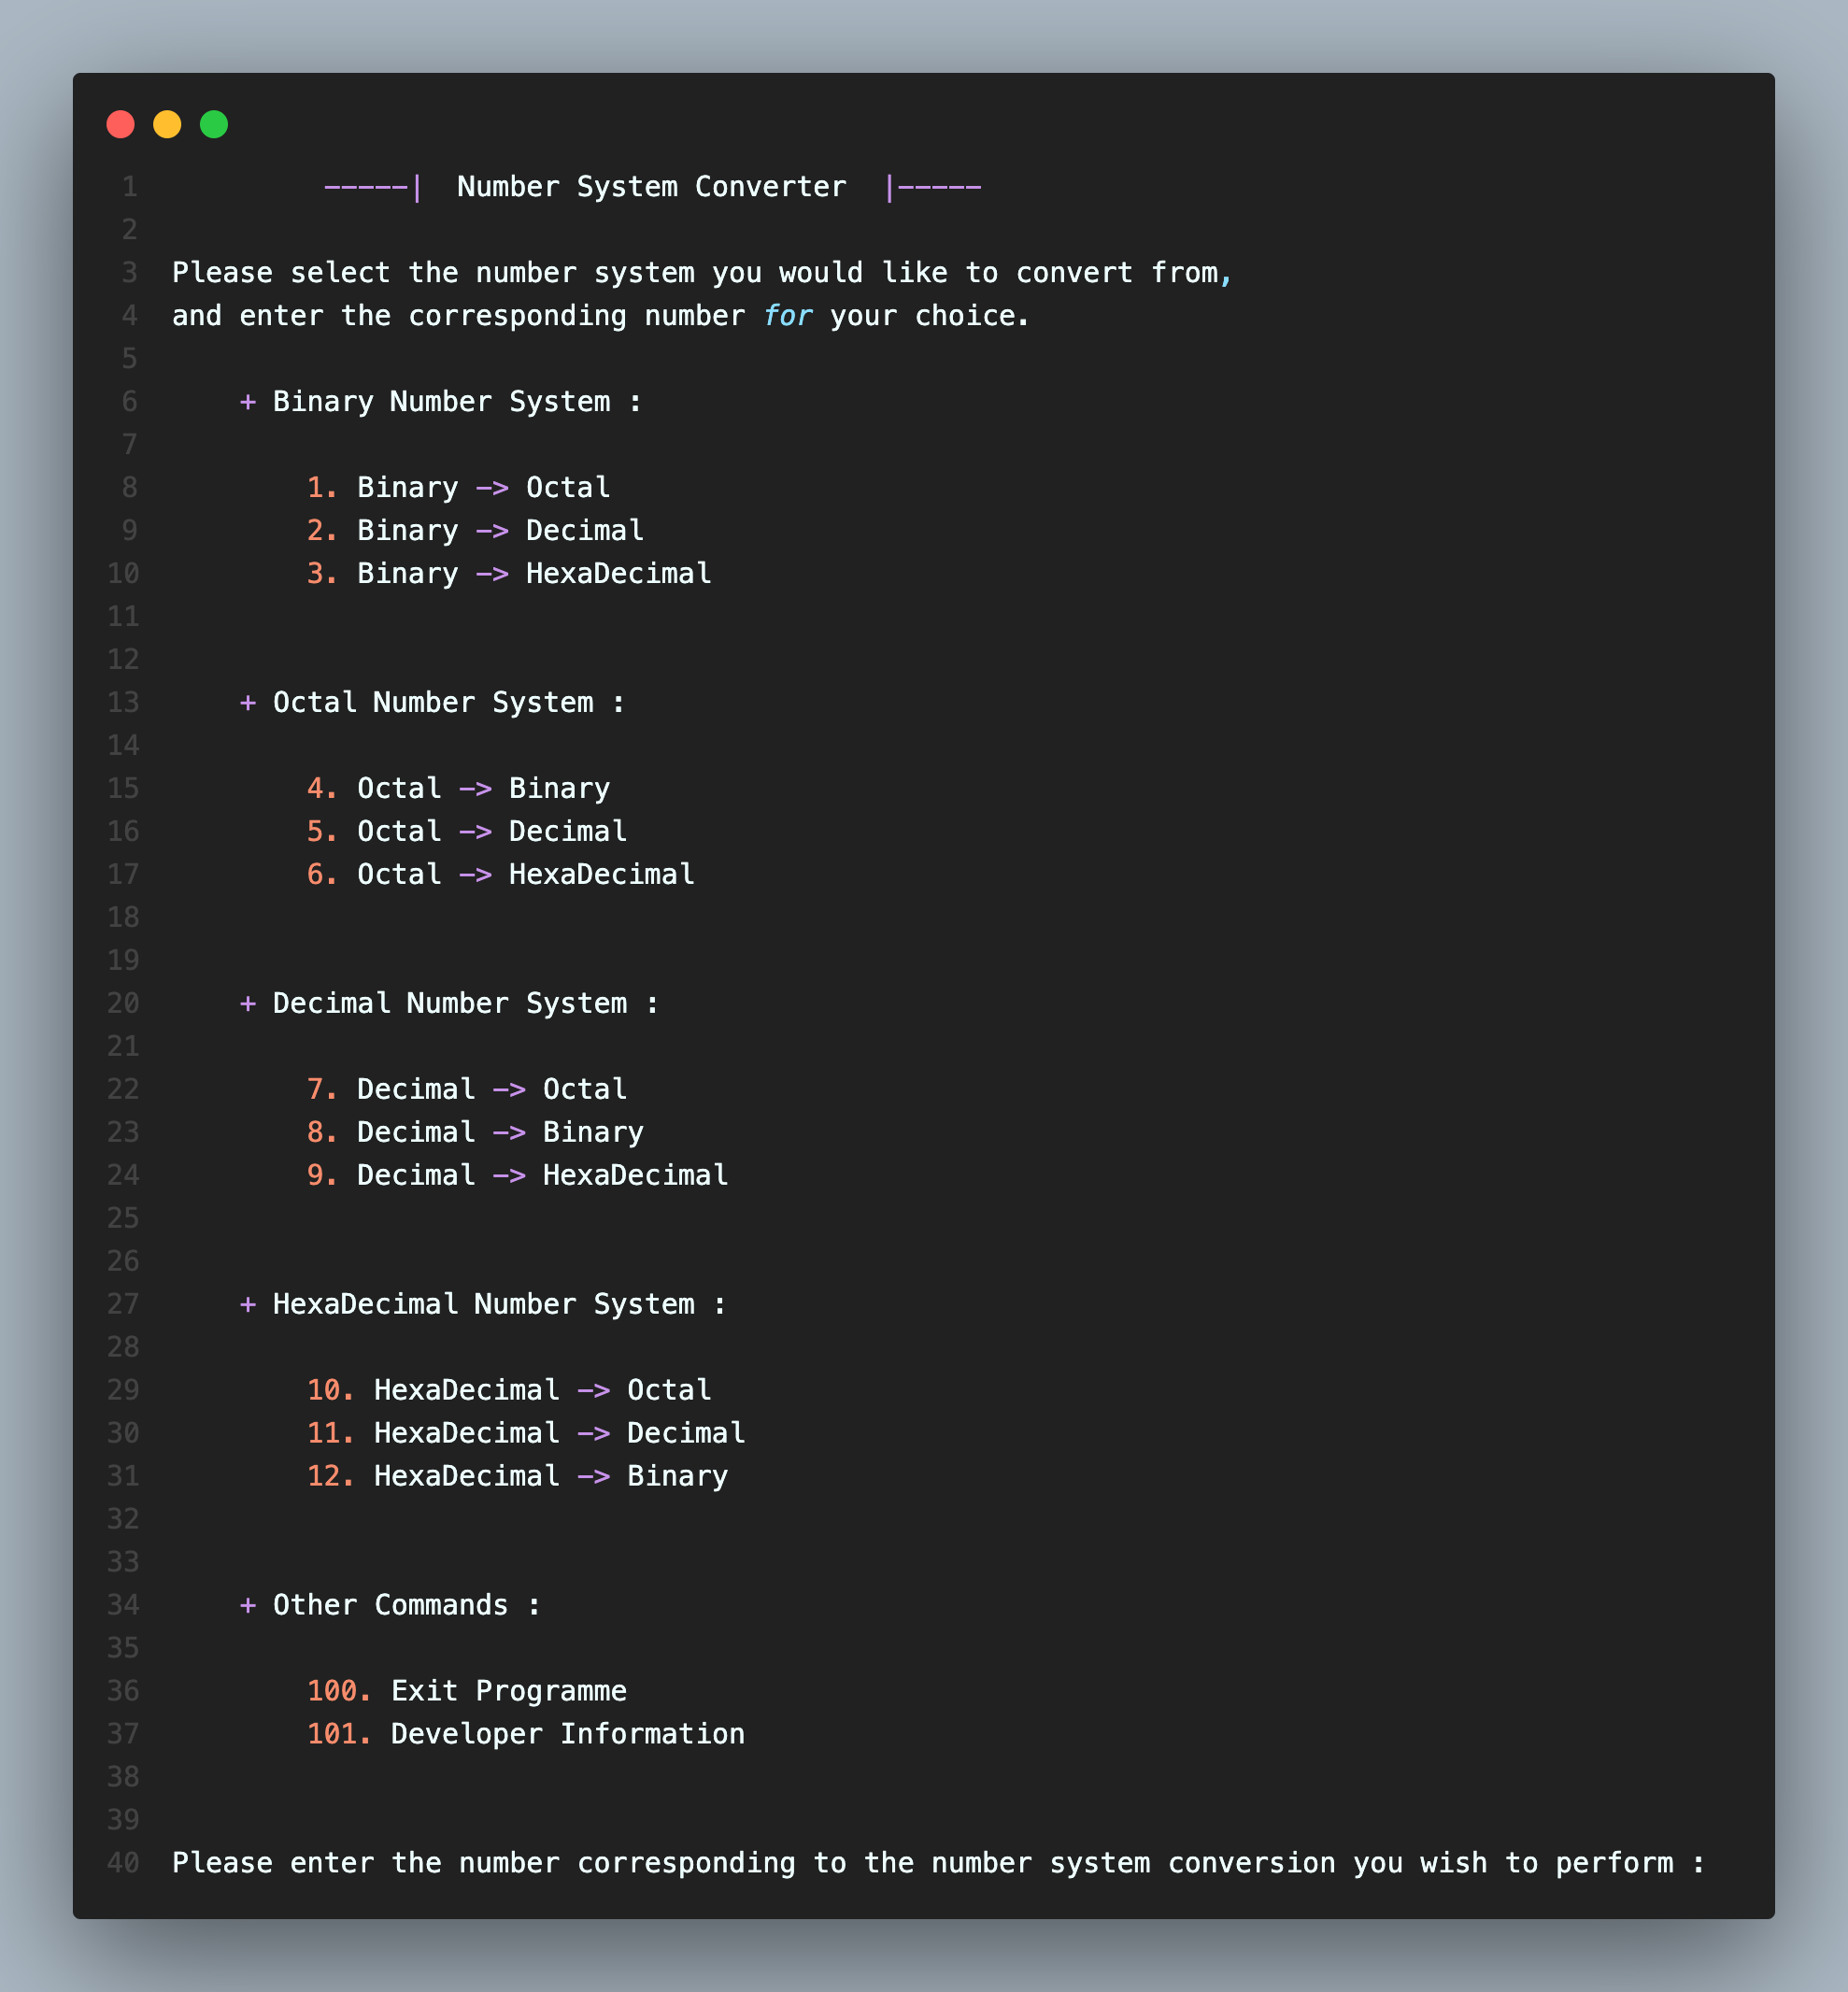 1 -----|  Number System Converter  |-----
2
3 Please select the number system you would like to convert from,
4 and enter the corresponding number for your choice.
5
6 + Binary Number System :
7
8 1. Binary -> Octal
9 2. Binary -> Decimal
10 3. Binary -> HexaDecimal
11
12
13 + Octal Number System :
14
15 4. Octal -> Binary
16 5. Octal -> Decimal
17 6. Octal -> HexaDecimal
18
19
20 + Decimal Number System :
21
22 7. Decimal -> Octal
23 8. Decimal -> Binary
24 9. Decimal -> HexaDecimal
25
26
27 + HexaDecimal Number System :
28
29 10. HexaDecimal -> Octal
30 11. HexaDecimal -> Decimal
31 12. HexaDecimal -> Binary
32
33
34 + Other Commands :
35
36 100. Exit Programme
37 101. Developer Information
38
39
40 Please enter the number corresponding to the number system conversion you wish to perform :